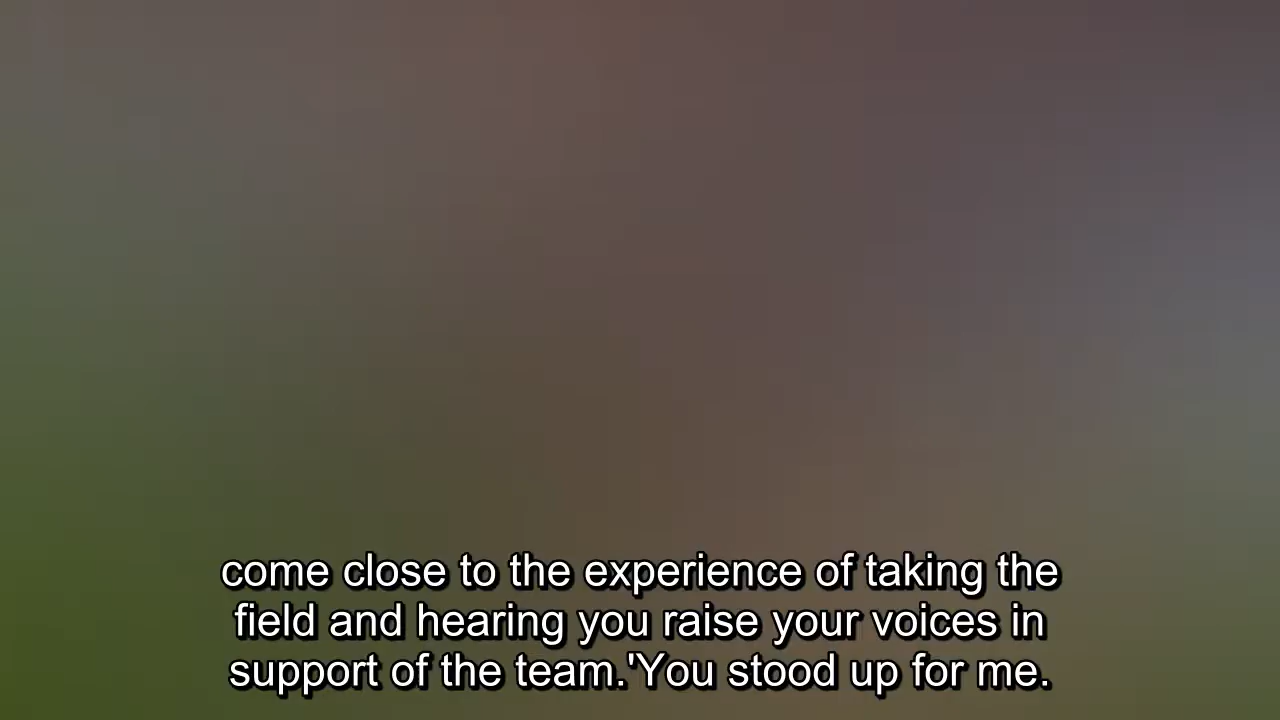 come close to the experience of taking the
field and hearing you raise your voices in
support of the team.'You stood up for me.